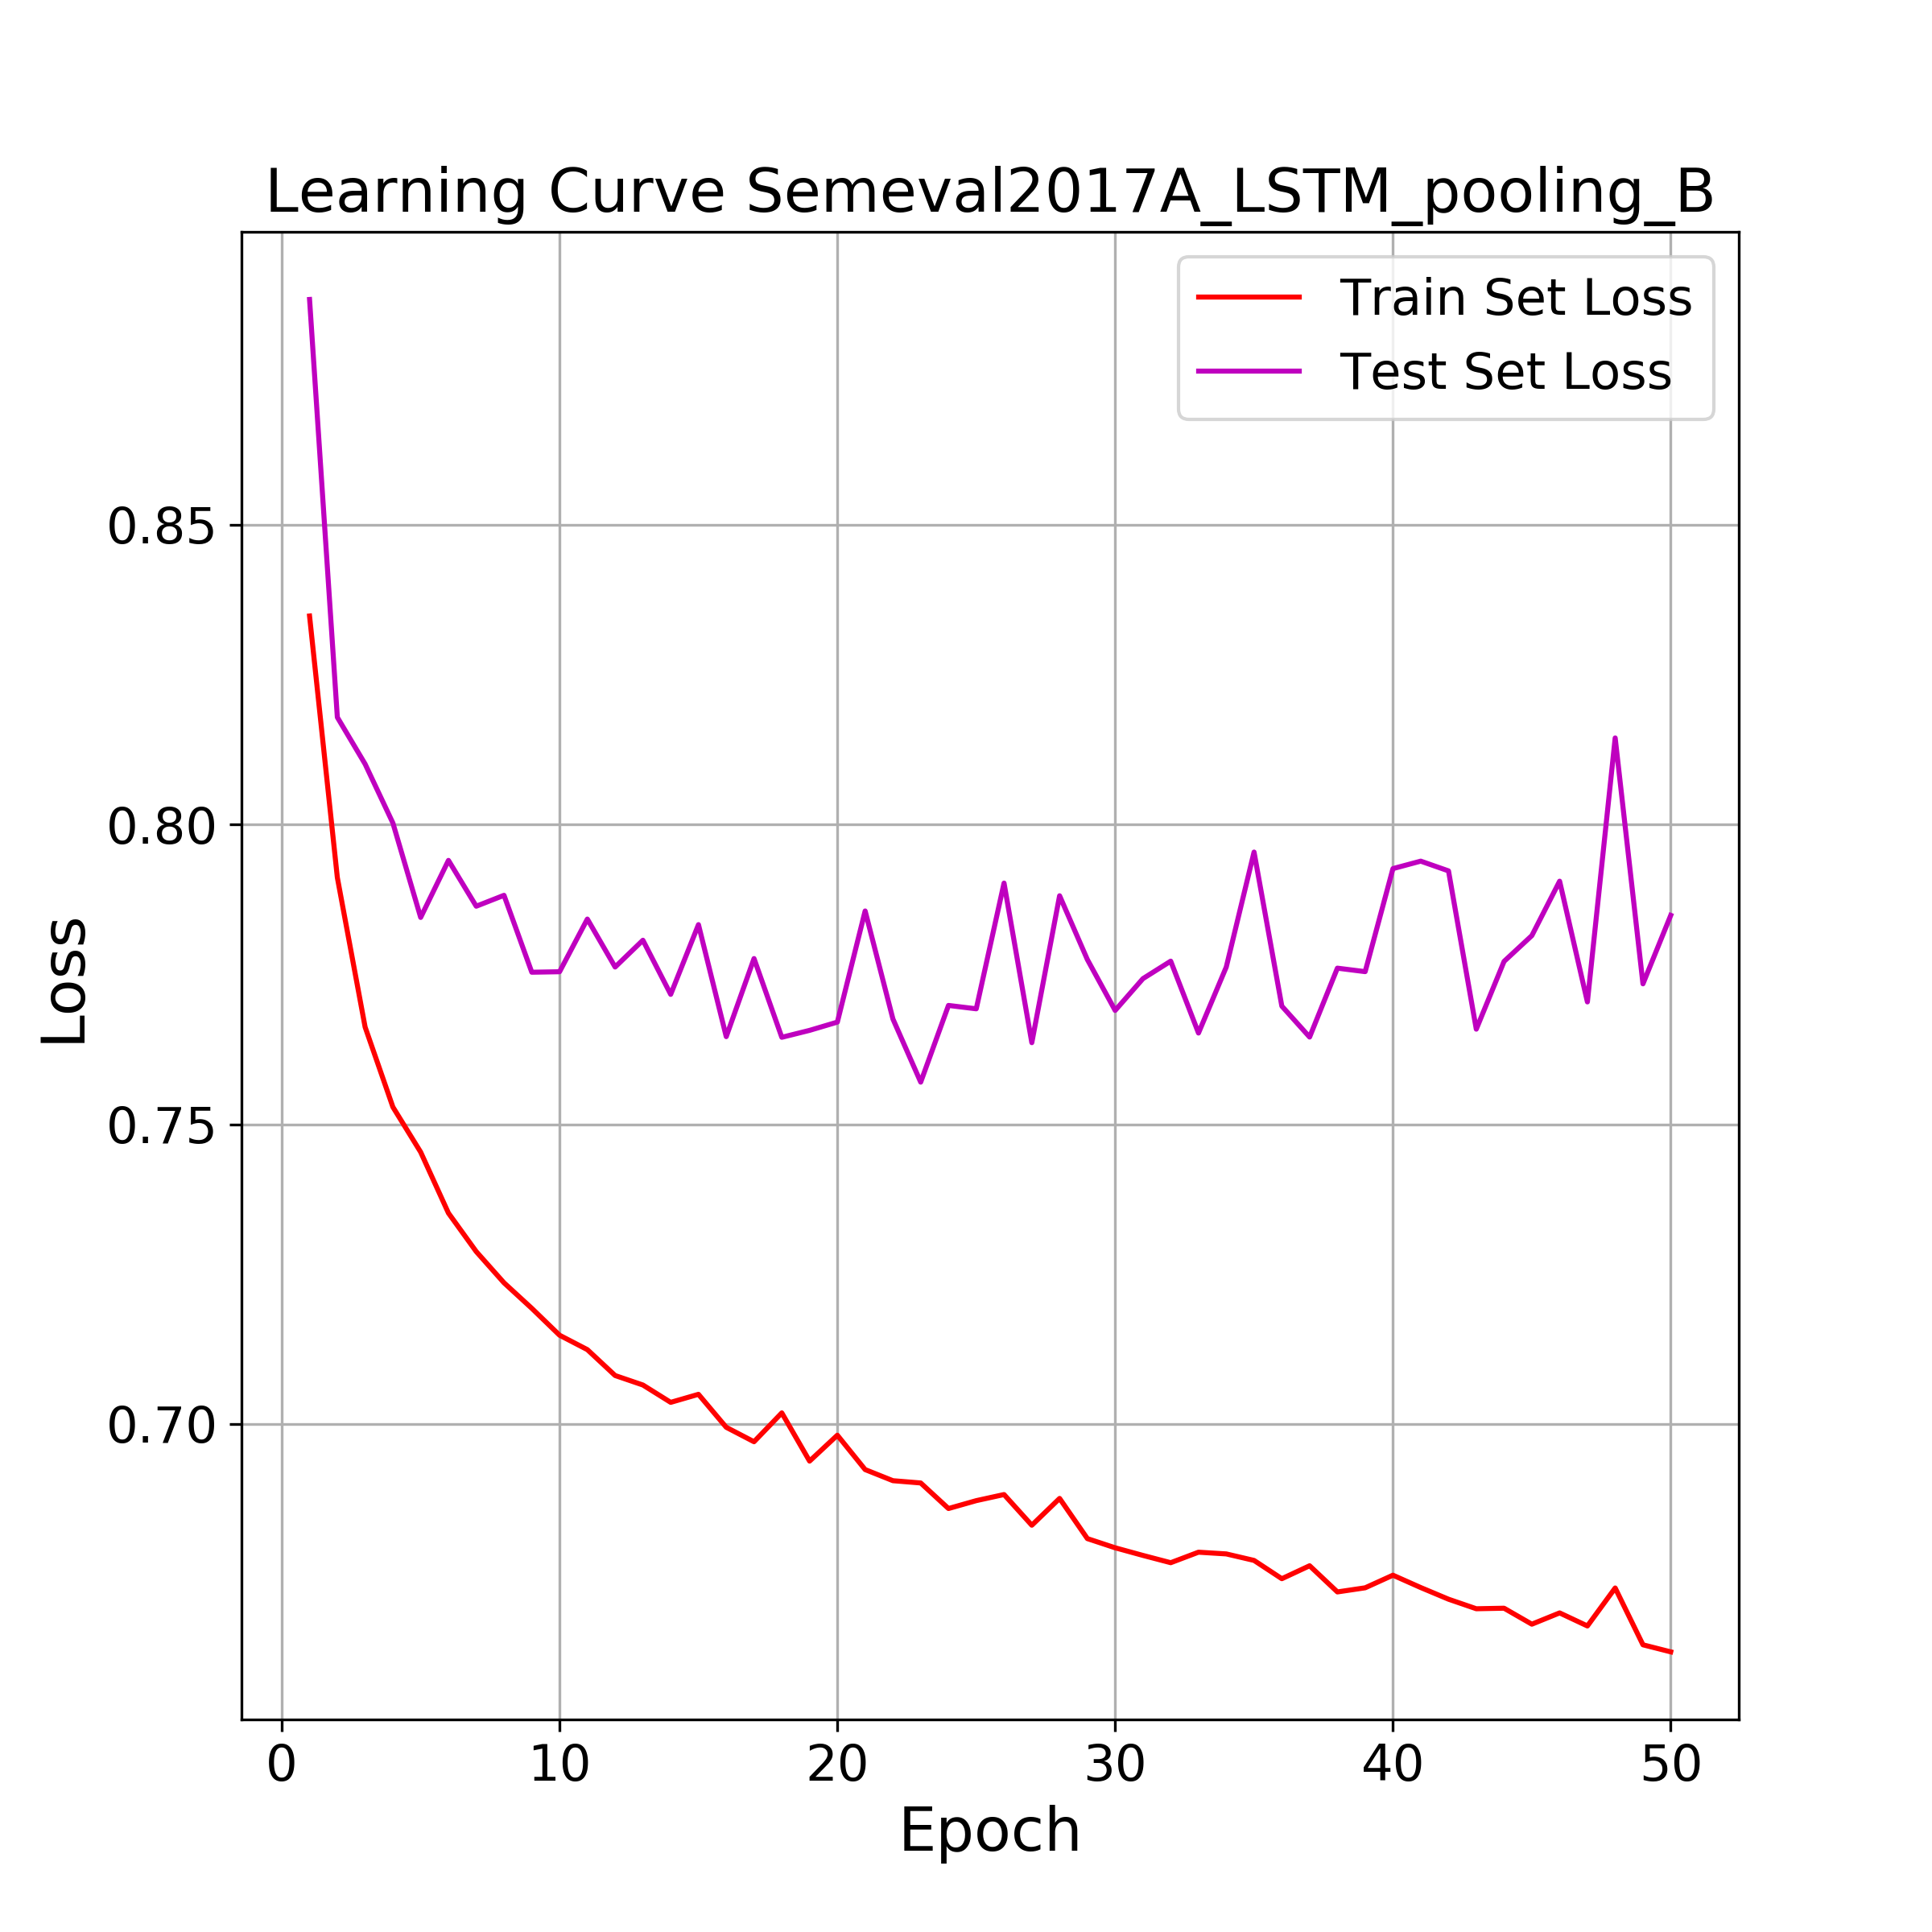 Learning Curve Semeval2017A_LSTM_pooling_B
Train Set Loss
Test Set Loss
0.85
0.80
0.75
0.70
Loss
0 10 20 30 40 50
Epoch